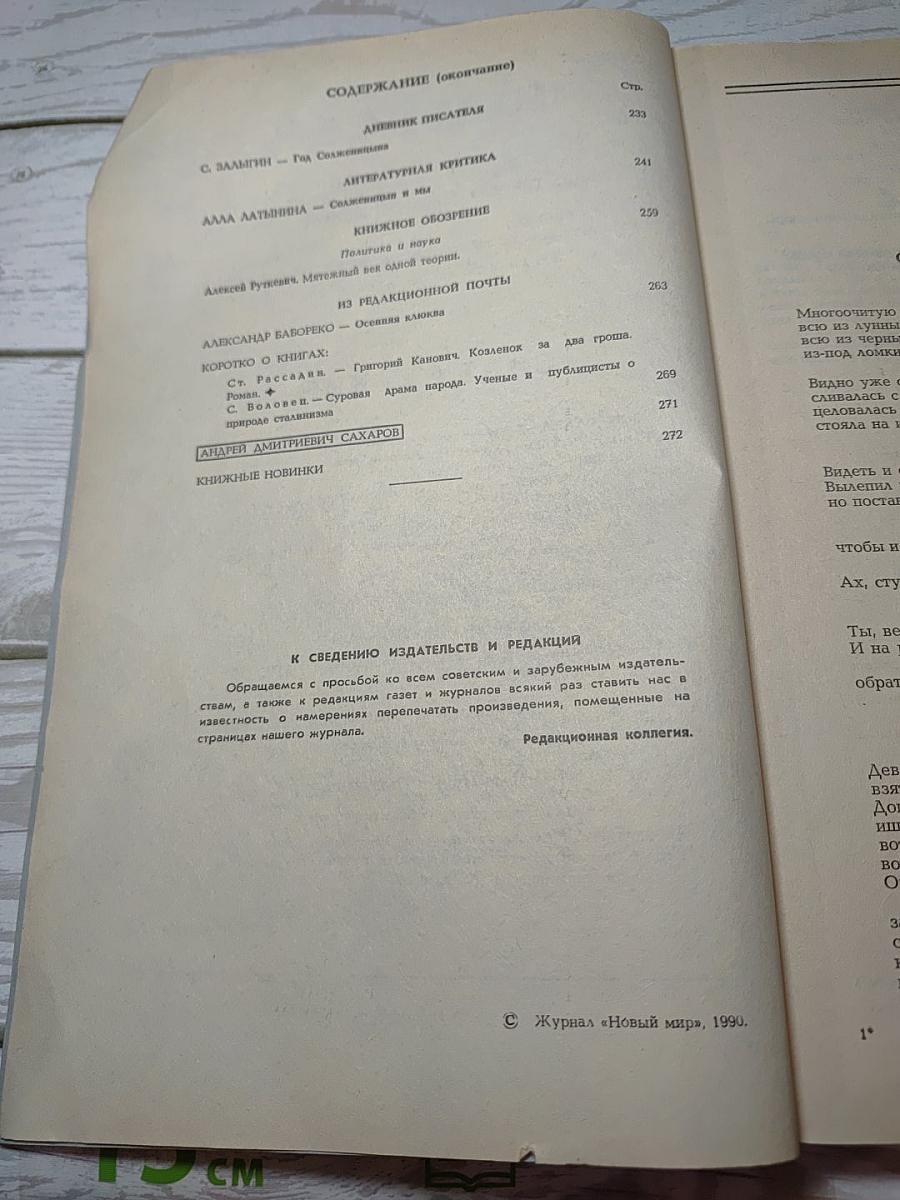 СОДЕРЖАНИЕ (окончание)
Стр.
ДНЕВНИК ПИСАТЕЛЯ
С. ЗАЛЫГИН — Год Солженицына 233
ЛИТЕРАТУРНАЯ КРИТИКА
АЛЛА ЛАТЫНИНА — Солженицын и мы 241
КНИЖНОЕ ОБОЗРЕНИЕ
Политика и наука
Алексей Руткевич. Мятежный век одной теории. 259
ИЗ РЕДАКЦИОННОЙ ПОЧТЫ
АЛЕКСАНДР БАБОРЕКО — Осенняя клюква 263
КОРОТКО О КНИГАХ:
Ст. Рассадин. — Григорий Канович. Козленок за два гроша.
Роман. ✦
С. Воловец. — Суровая драма народа. Ученые и публицисты о
природе сталинизма 269
АНДРЕЙ ДМИТРИЕВИЧ САХАРОВ 271
КНИЖНЫЕ НОВИНКИ 272
К СВЕДЕНИЮ ИЗДАТЕЛЬСТВ И РЕДАКЦИЙ
Обращаемся с просьбой ко всем советским и зарубежным издатель-
ствам, а также к редакциям газет и журналов всякий раз ставить нас в
известность о намерениях перепечатать произведения, помещенные на
страницах нашего журнала.
Редакционная коллегия.
© Журнал «Новый мир», 1990.
Многоочитую
всю из лунны
всю из черны
из-под ломки
Видно уже
сливалась с
целовалась
стояла на
Видеть и
Вылепил
но постав
чтобы и
Ах, сту
Ты, ве
И на
обрат
Дев
взя
До
иш
во
во
1*
15 см